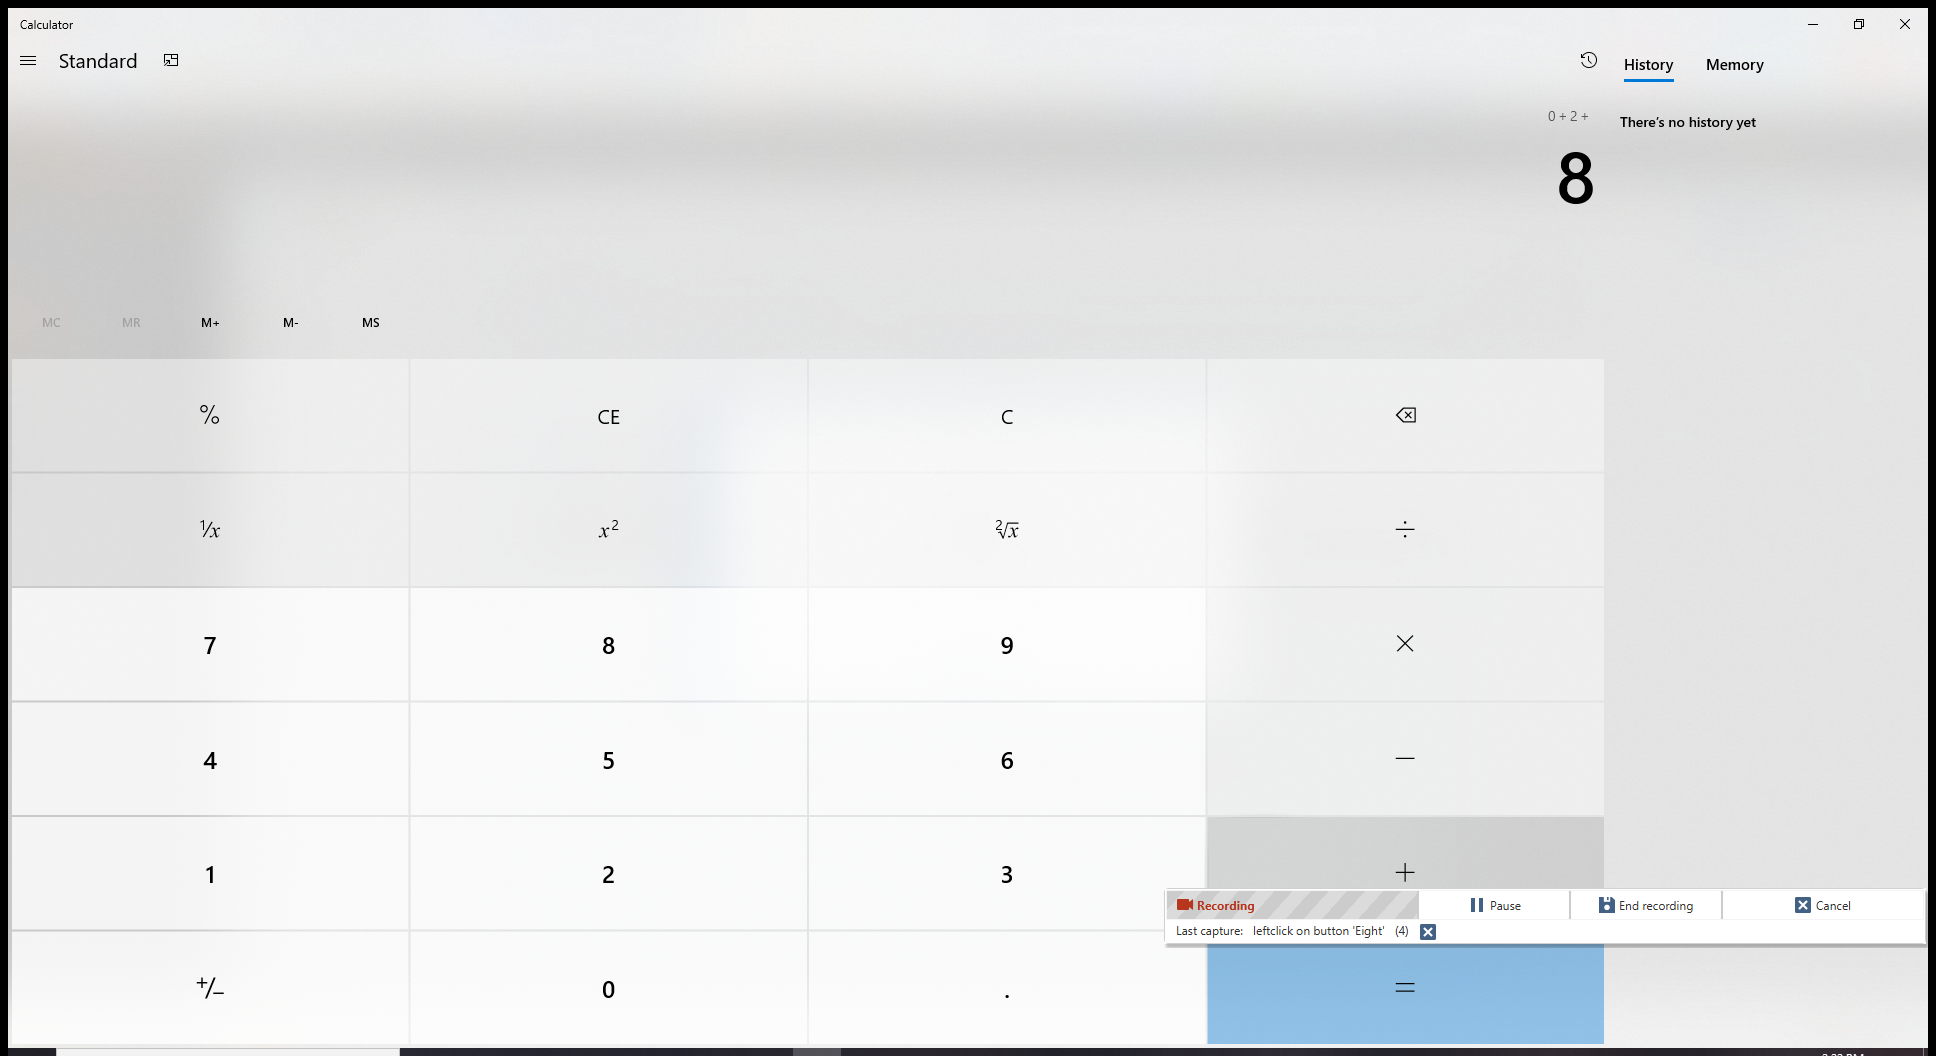 Calculator
Standard
History Memory
0 + 2 +
There's no history yet
8
MC MR M+ M- MS
% CE C
⅟x x² ²√x ÷
7 8 9 ×
4 5 6 −
1 2 3 +
Recording Pause End recording Cancel
Last capture: leftclick on button 'Eight' (4)
+/− 0 . =